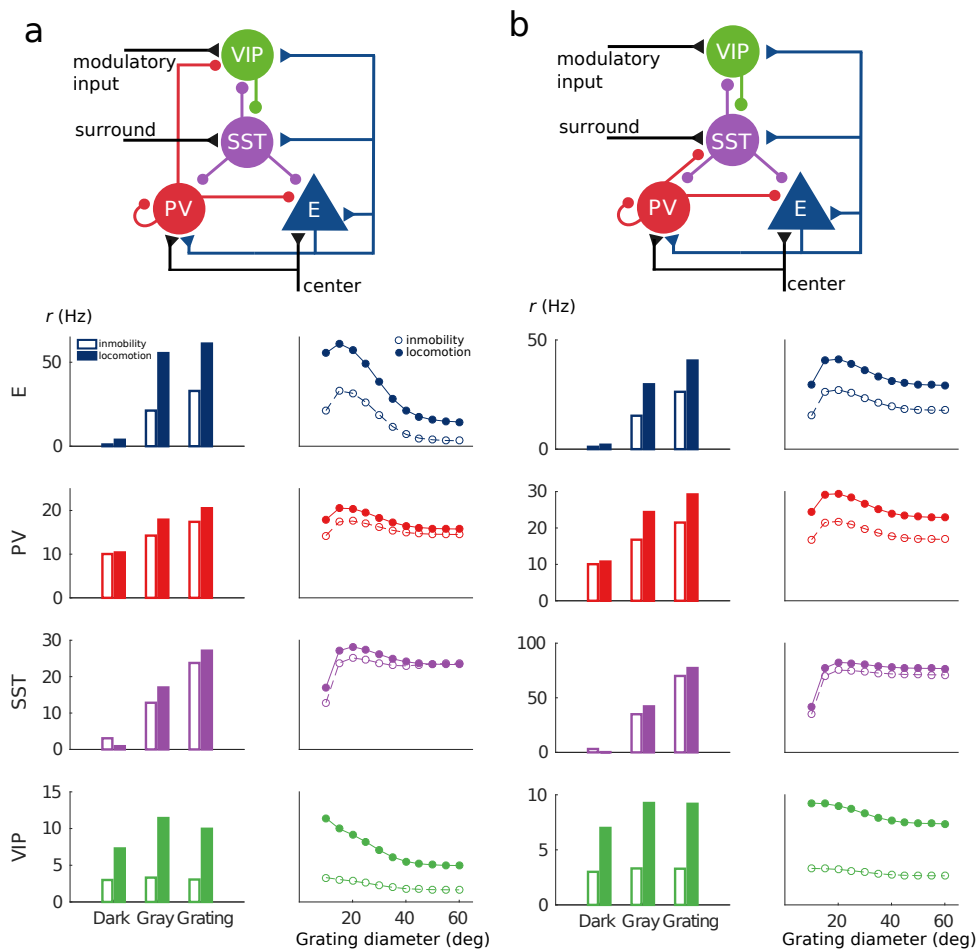 a
VIP
modulatory
input
surround
SST
PV
E
center
b
VIP
modulatory
input
surround
SST
PV
E
center
r (Hz)
E
50
0
inmobility
locomotion
inmobility
locomotion
PV
20
10
0
SST
30
20
10
0
VIP
15
10
5
0
Dark Gray Grating
20 40 60
Grating diameter (deg)
r (Hz)
50
0
inmobility
locomotion
30
20
10
0
100
50
0
10
5
0
Dark Gray Grating
20 40 60
Grating diameter (deg)